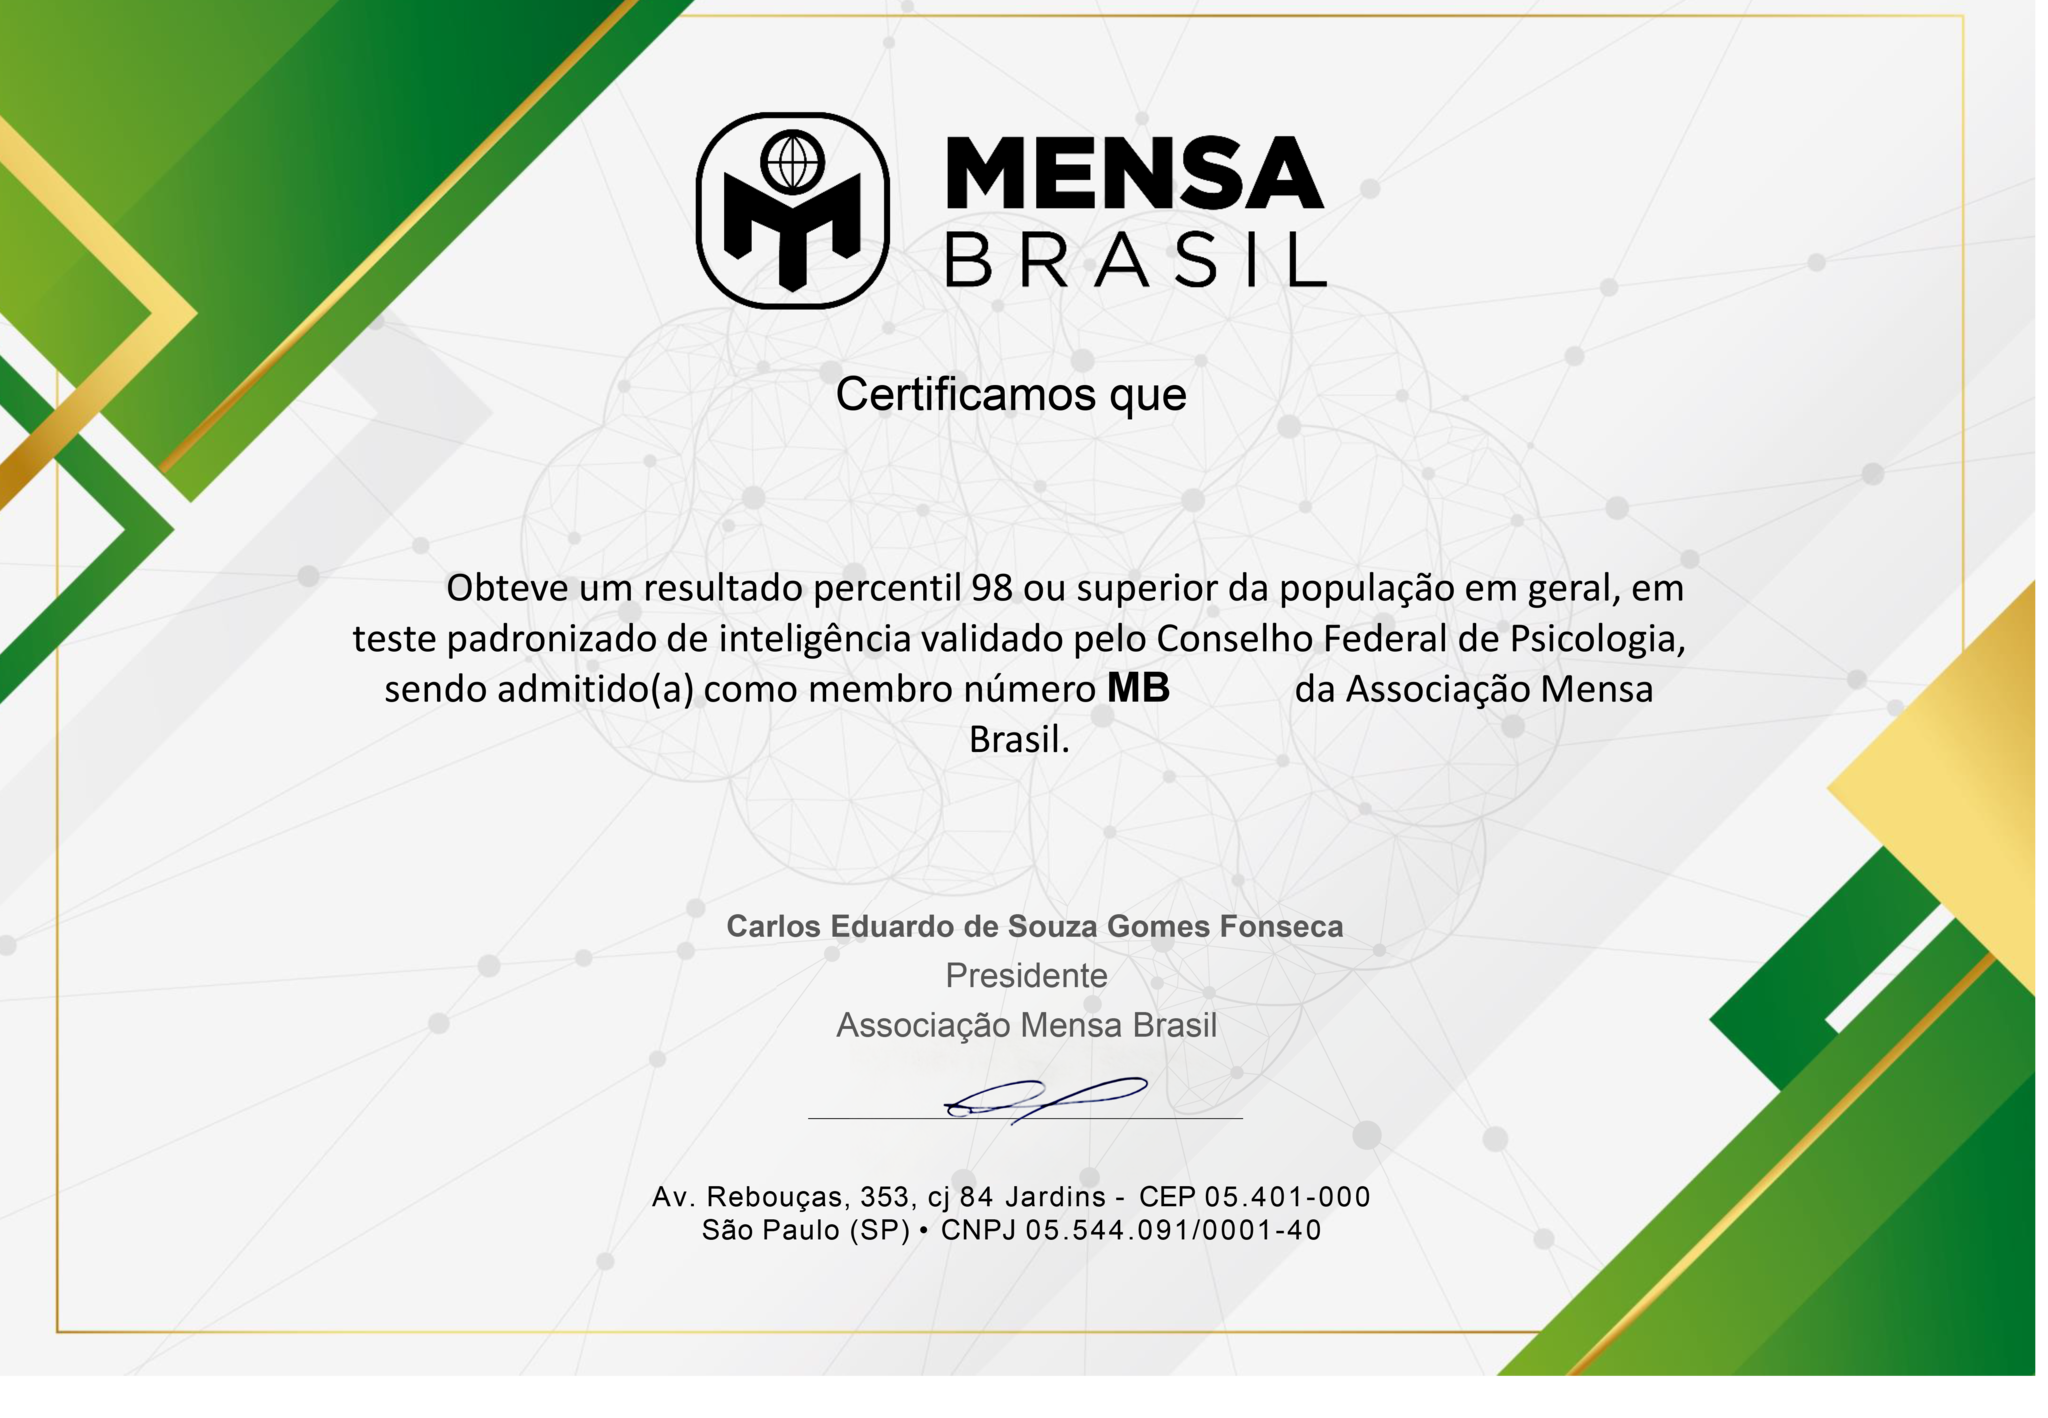 MENSA
BRASIL
Certificamos que
Obteve um resultado percentil 98 ou superior da população em geral, em
teste padronizado de inteligência validado pelo Conselho Federal de Psicologia,
sendo admitido(a) como membro número MB da Associação Mensa
Brasil.
Carlos Eduardo de Souza Gomes Fonseca
Presidente
Associação Mensa Brasil
Av. Rebouças, 353, cj 84 Jardins - CEP 05.401-000
São Paulo (SP) • CNPJ 05.544.091/0001-40